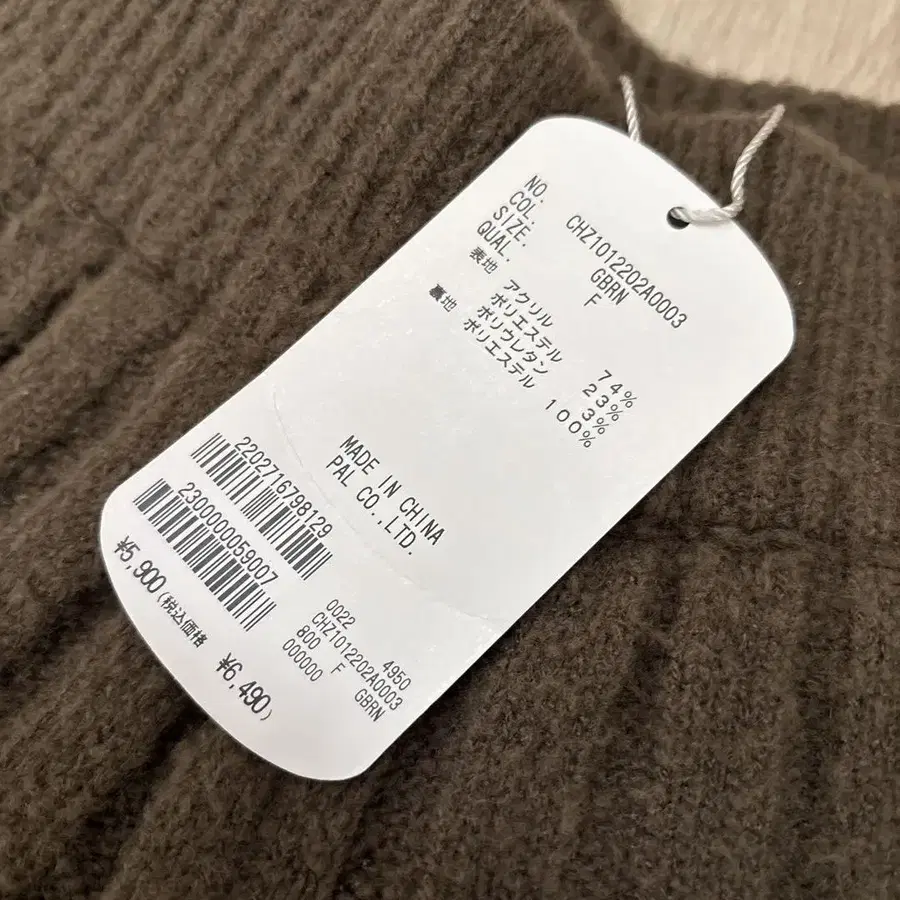 NO. CHZ1012202A0003
COL. GBRN
SIZE. F
QUAL.
表地 アクリル 74%
ポリエステル 23%
ポリウレタン 3%
裏地 ポリエステル 100%
MADE IN CHINA
PAL CO.,LTD.
2202716798129
2300000059007
¥5,900(税込価格 ¥6,490)
0022 4950
CHZ1012202A0003
800 F GBRN
000000